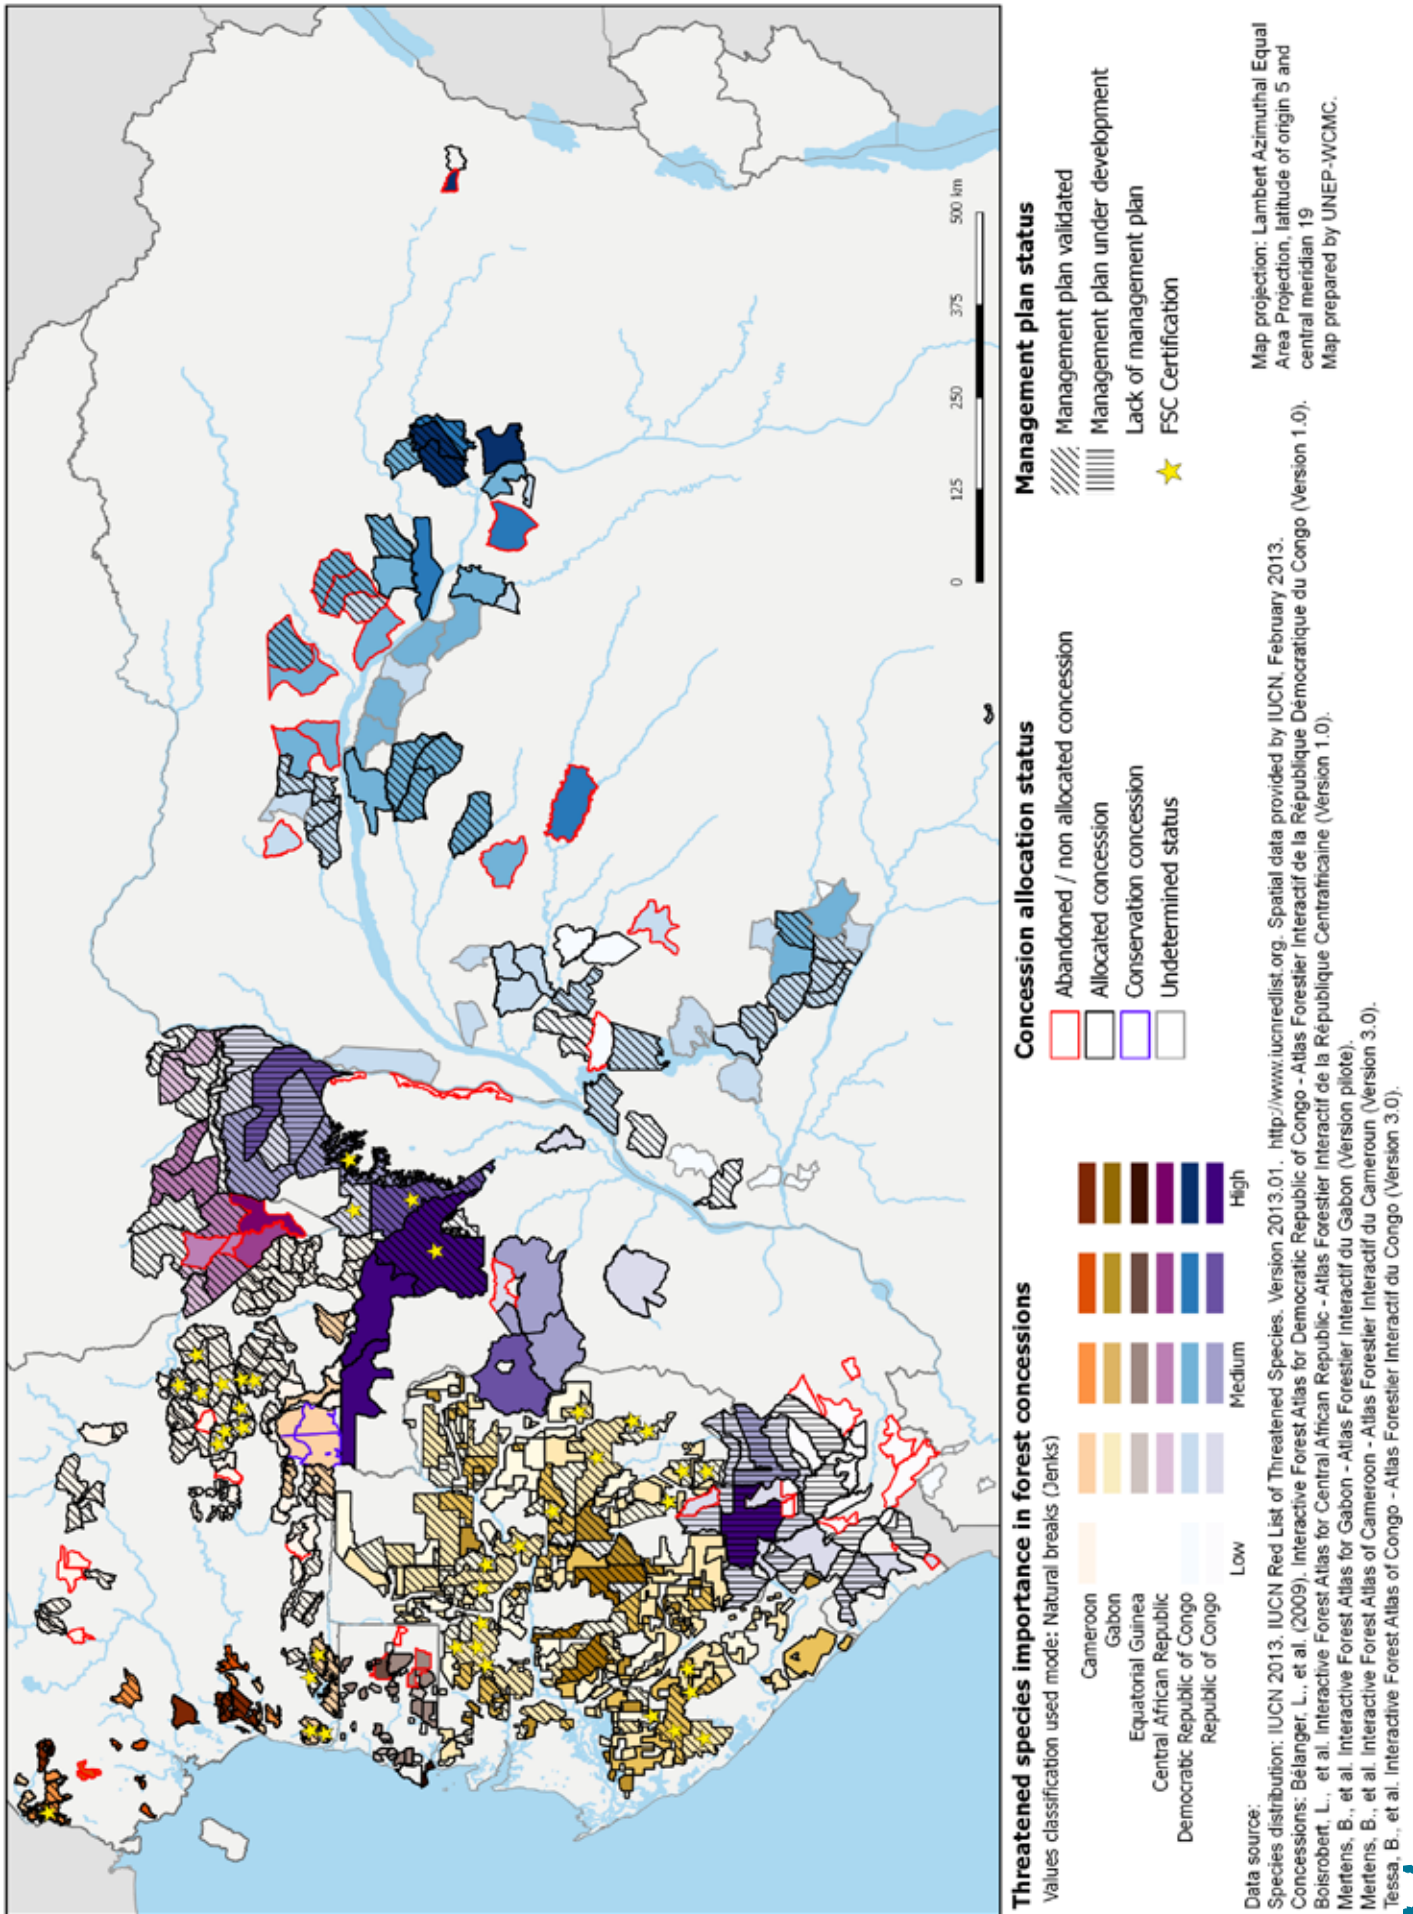 0 125 250 375 500 km
Threatened species importance in forest concessions
Values classification used mode: Natural breaks (Jenks)
Cameroon
Gabon
Equatorial Guinea
Central African Republic
Democratic Republic of Congo
Republic of Congo
Low Medium High
Concession allocation status
Abandoned / non allocated concession
Allocated concession
Conservation concession
Undetermined status
Management plan status
Management plan validated
Management plan under development
Lack of management plan
FSC Certification
Data source:
Species distribution: IUCN 2013. IUCN Red List of Threatened Species. Version 2013.01. http://www.iucnredlist.org. Spatial data provided by IUCN, February 2013.
Concessions: Bélanger, L., et al. (2009). Interactive Forest Atlas for Democratic Republic of Congo - Atlas Forestier Interactif de la République Démocratique du Congo (Version 1.0).
Boisrobert, L., et al. Interactive Forest Atlas for Central African Republic - Atlas Forestier Interactif de la République Centrafricaine (Version 1.0).
Mertens, B., et al. Interactive Forest Atlas for Gabon - Atlas Forestier Interactif du Gabon (Version pilote).
Mertens, B., et al. Interactive Forest Atlas of Cameroon - Atlas Forestier Interactif du Cameroun (Version 3.0).
Tessa, B., et al. Interactive Forest Atlas of Congo - Atlas Forestier Interactif du Congo (Version 3.0).
Map projection: Lambert Azimuthal Equal
Area Projection, latitude of origin 5 and
central meridian 19
Map prepared by UNEP-WCMC.